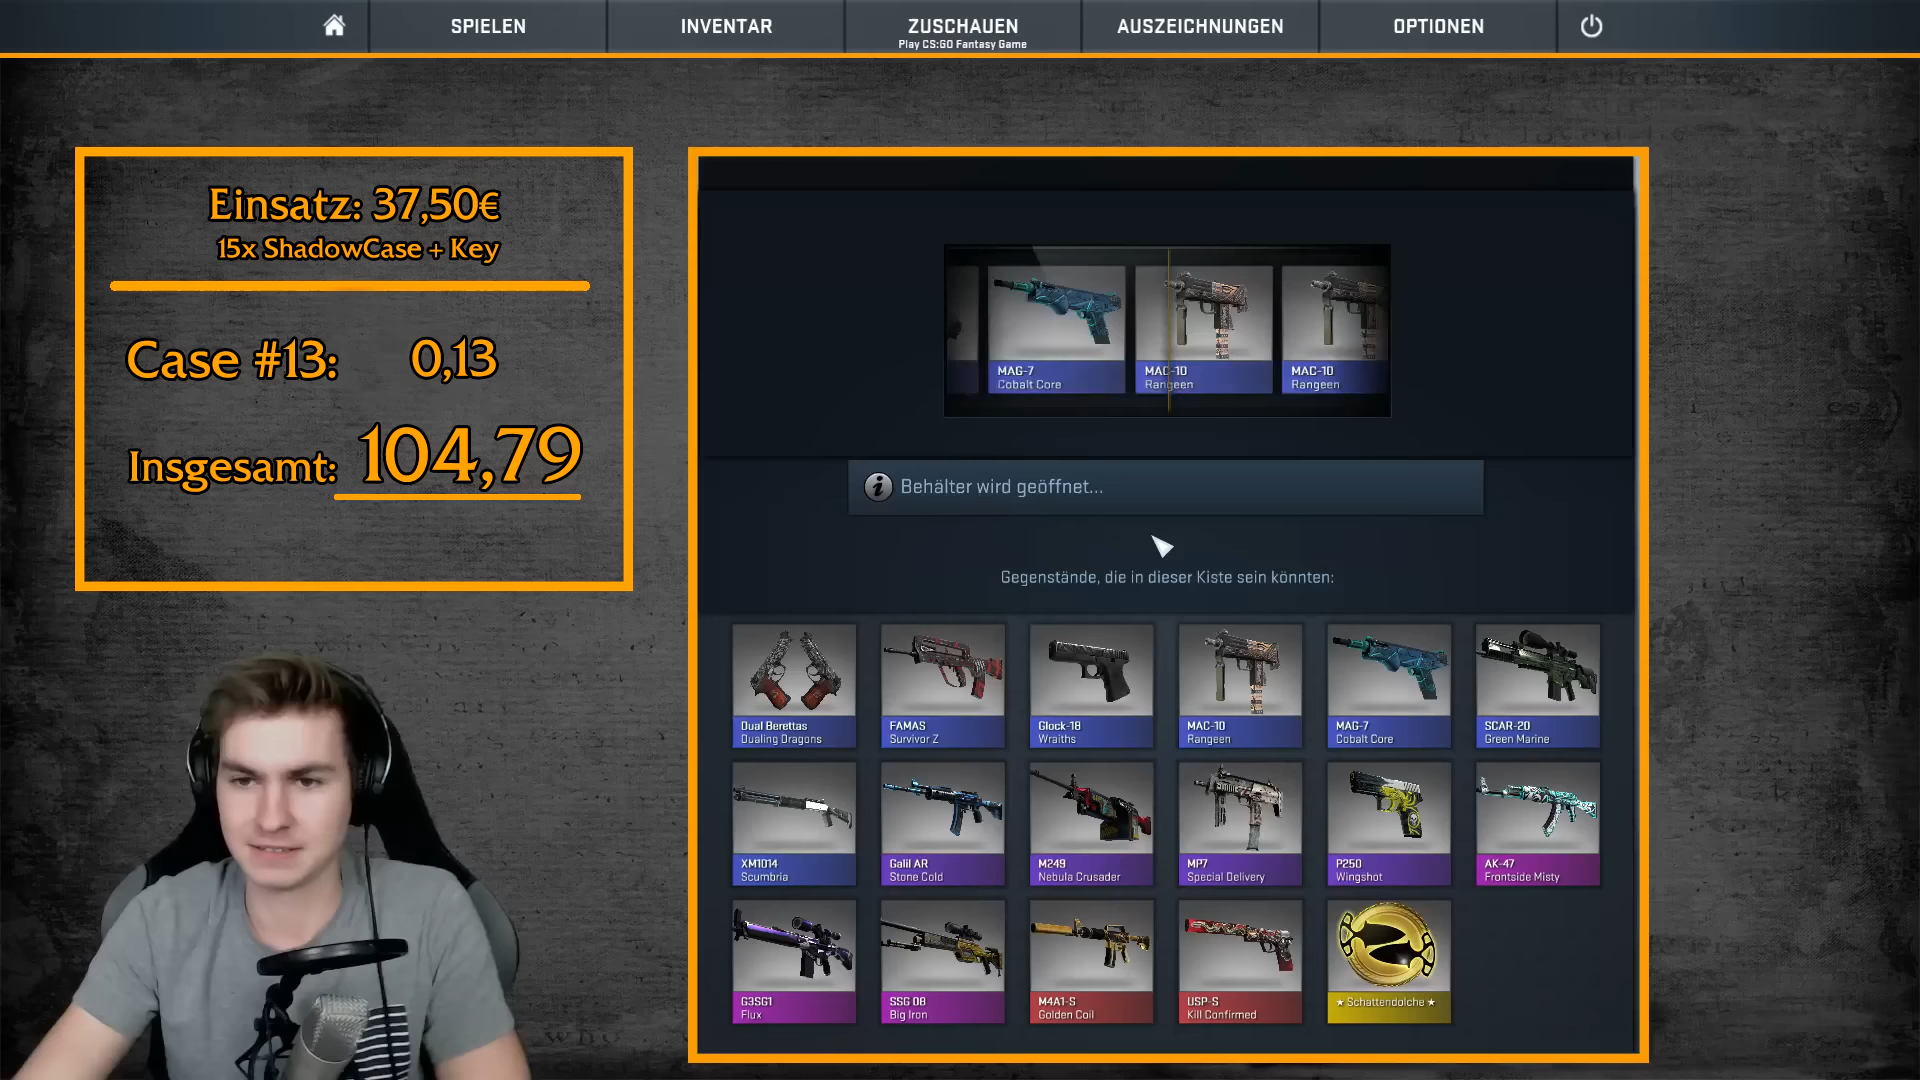 SPIELEN
INVENTAR
ZUSCHAUEN
Play CS:GO Fantasy Game
AUSZEICHNUNGEN
OPTIONEN
Einsatz: 37,50€
15x ShadowCase + Key
Case #13: 0,13
Insgesamt: 104,79
MAG-7
Cobalt Core
MAC-10
Rangeen
MAC-10
Rangeen
Behälter wird geöffnet...
Gegenstände, die in dieser Kiste sein könnten:
Dual Berettas
Dualing Dragons
FAMAS
Survivor Z
Glock-18
Wraiths
MAC-10
Rangeen
MAG-7
Cobalt Core
SCAR-20
Green Marine
XM1014
Scumbria
Galil AR
Stone Cold
M249
Nebula Crusader
MP7
Special Delivery
P250
Wingshot
AK-47
Frontside Misty
G3SG1
Flux
SSG 08
Big Iron
M4A1-S
Golden Coil
USP-S
Kill Confirmed
★ Schattendolche ★